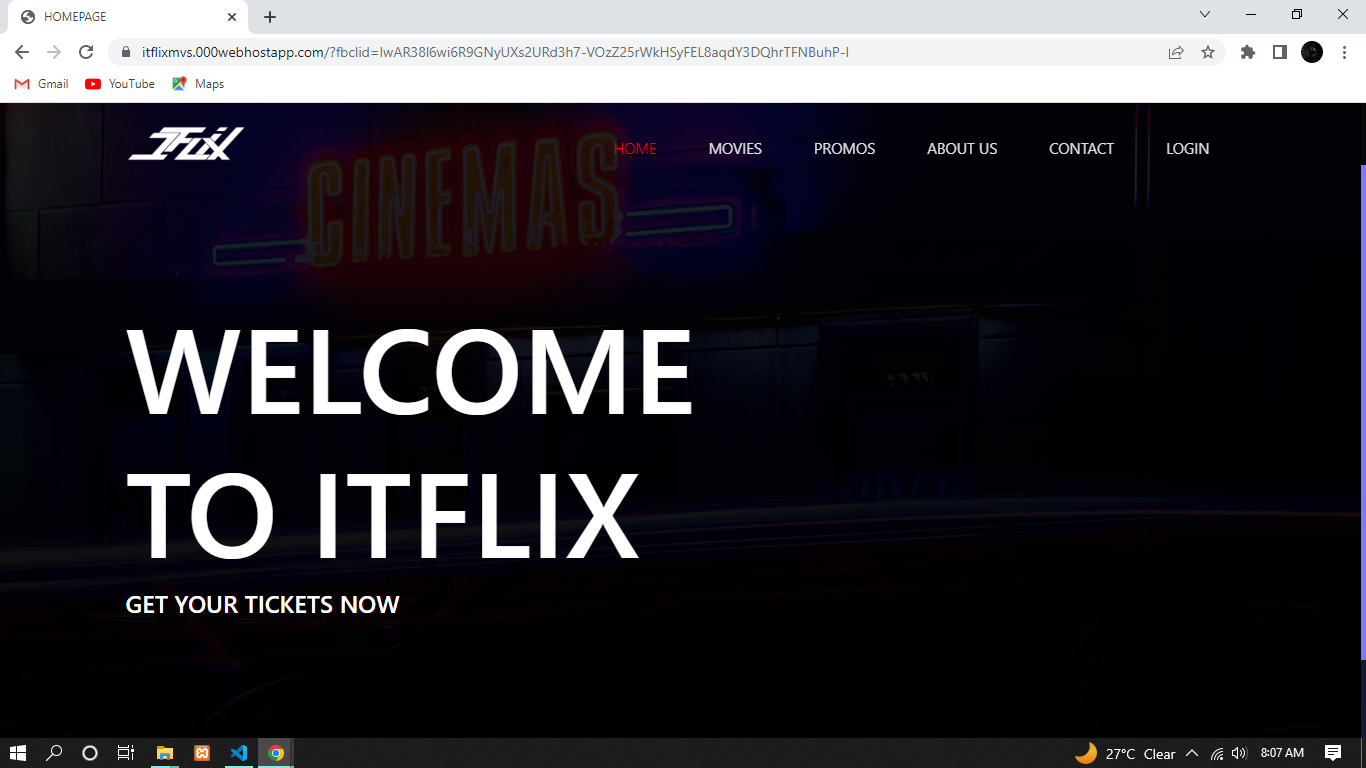 HOMEPAGE
itflixmvs.000webhostapp.com/?fbclid=IwAR38l6wi6R9GNyUXs2URd3h7-VOzZ25rWkHSyFEL8aqdY3DQhrTFNBuhP-I
Gmail YouTube Maps
ITFLIX HOME MOVIES PROMOS ABOUT US CONTACT LOGIN
CINEMAS
WELCOME
TO ITFLIX
GET YOUR TICKETS NOW
27°C Clear 8:07 AM